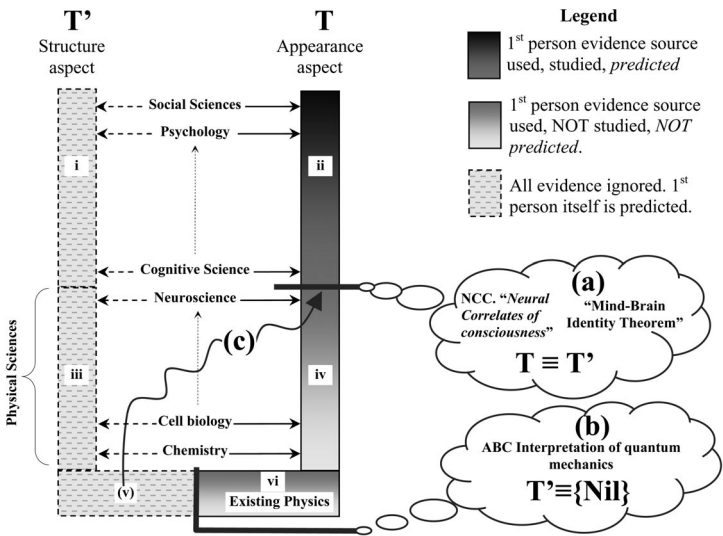 T’
Structure
aspect
T
Appearance
aspect
Legend
1st person evidence source
used, studied, predicted
1st person evidence source
used, NOT studied, NOT
predicted.
All evidence ignored. 1st
person itself is predicted.
Social Sciences
Psychology
i
ii
Cognitive Science
Neuroscience
(c)
Physical Sciences
iii
iv
Cell biology
Chemistry
(v)
vi
Existing Physics
(a)
NCC. “Neural
Correlates of
consciousness”
“Mind-Brain
Identity Theorem”
T ≡ T’
(b)
ABC Interpretation of quantum
mechanics
T’≡{Nil}